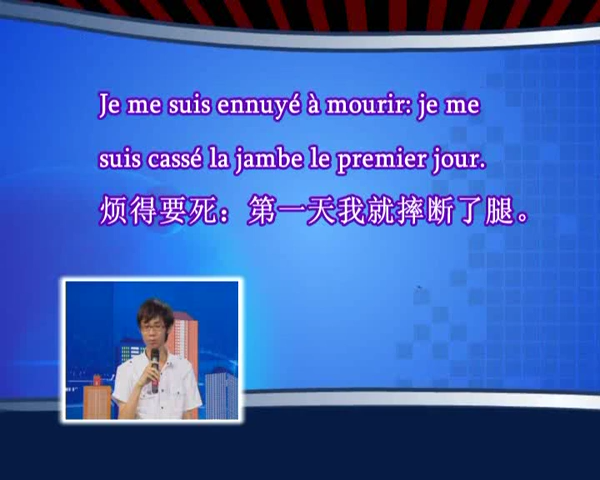 Je me suis ennuyé à mourir: je me
suis cassé la jambe le premier jour.
烦得要死：第一天我就摔断了腿。